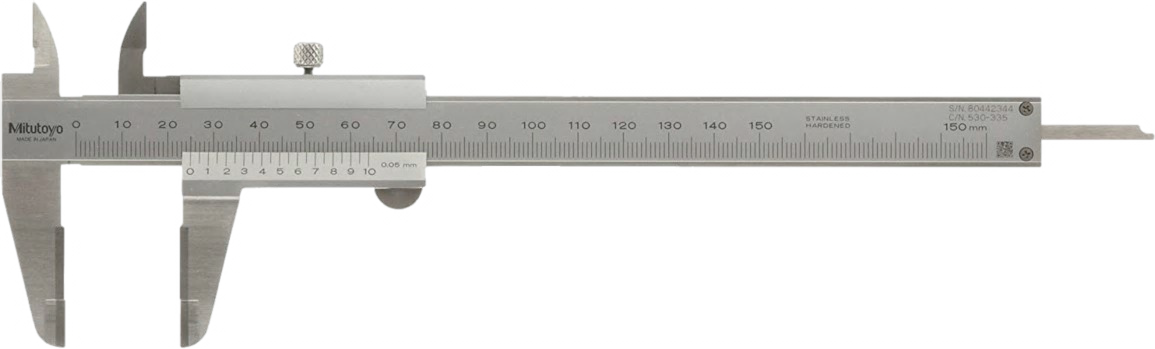 Mitutoyo
MADE IN JAPAN
0 10 20 30 40 50 60 70 80 90 100 110 120 130 140 150
STAINLESS
HARDENED
S/N. 80442344
C/N. 530-335
150 mm
0 1 2 3 4 5 6 7 8 9 10 0.05 mm